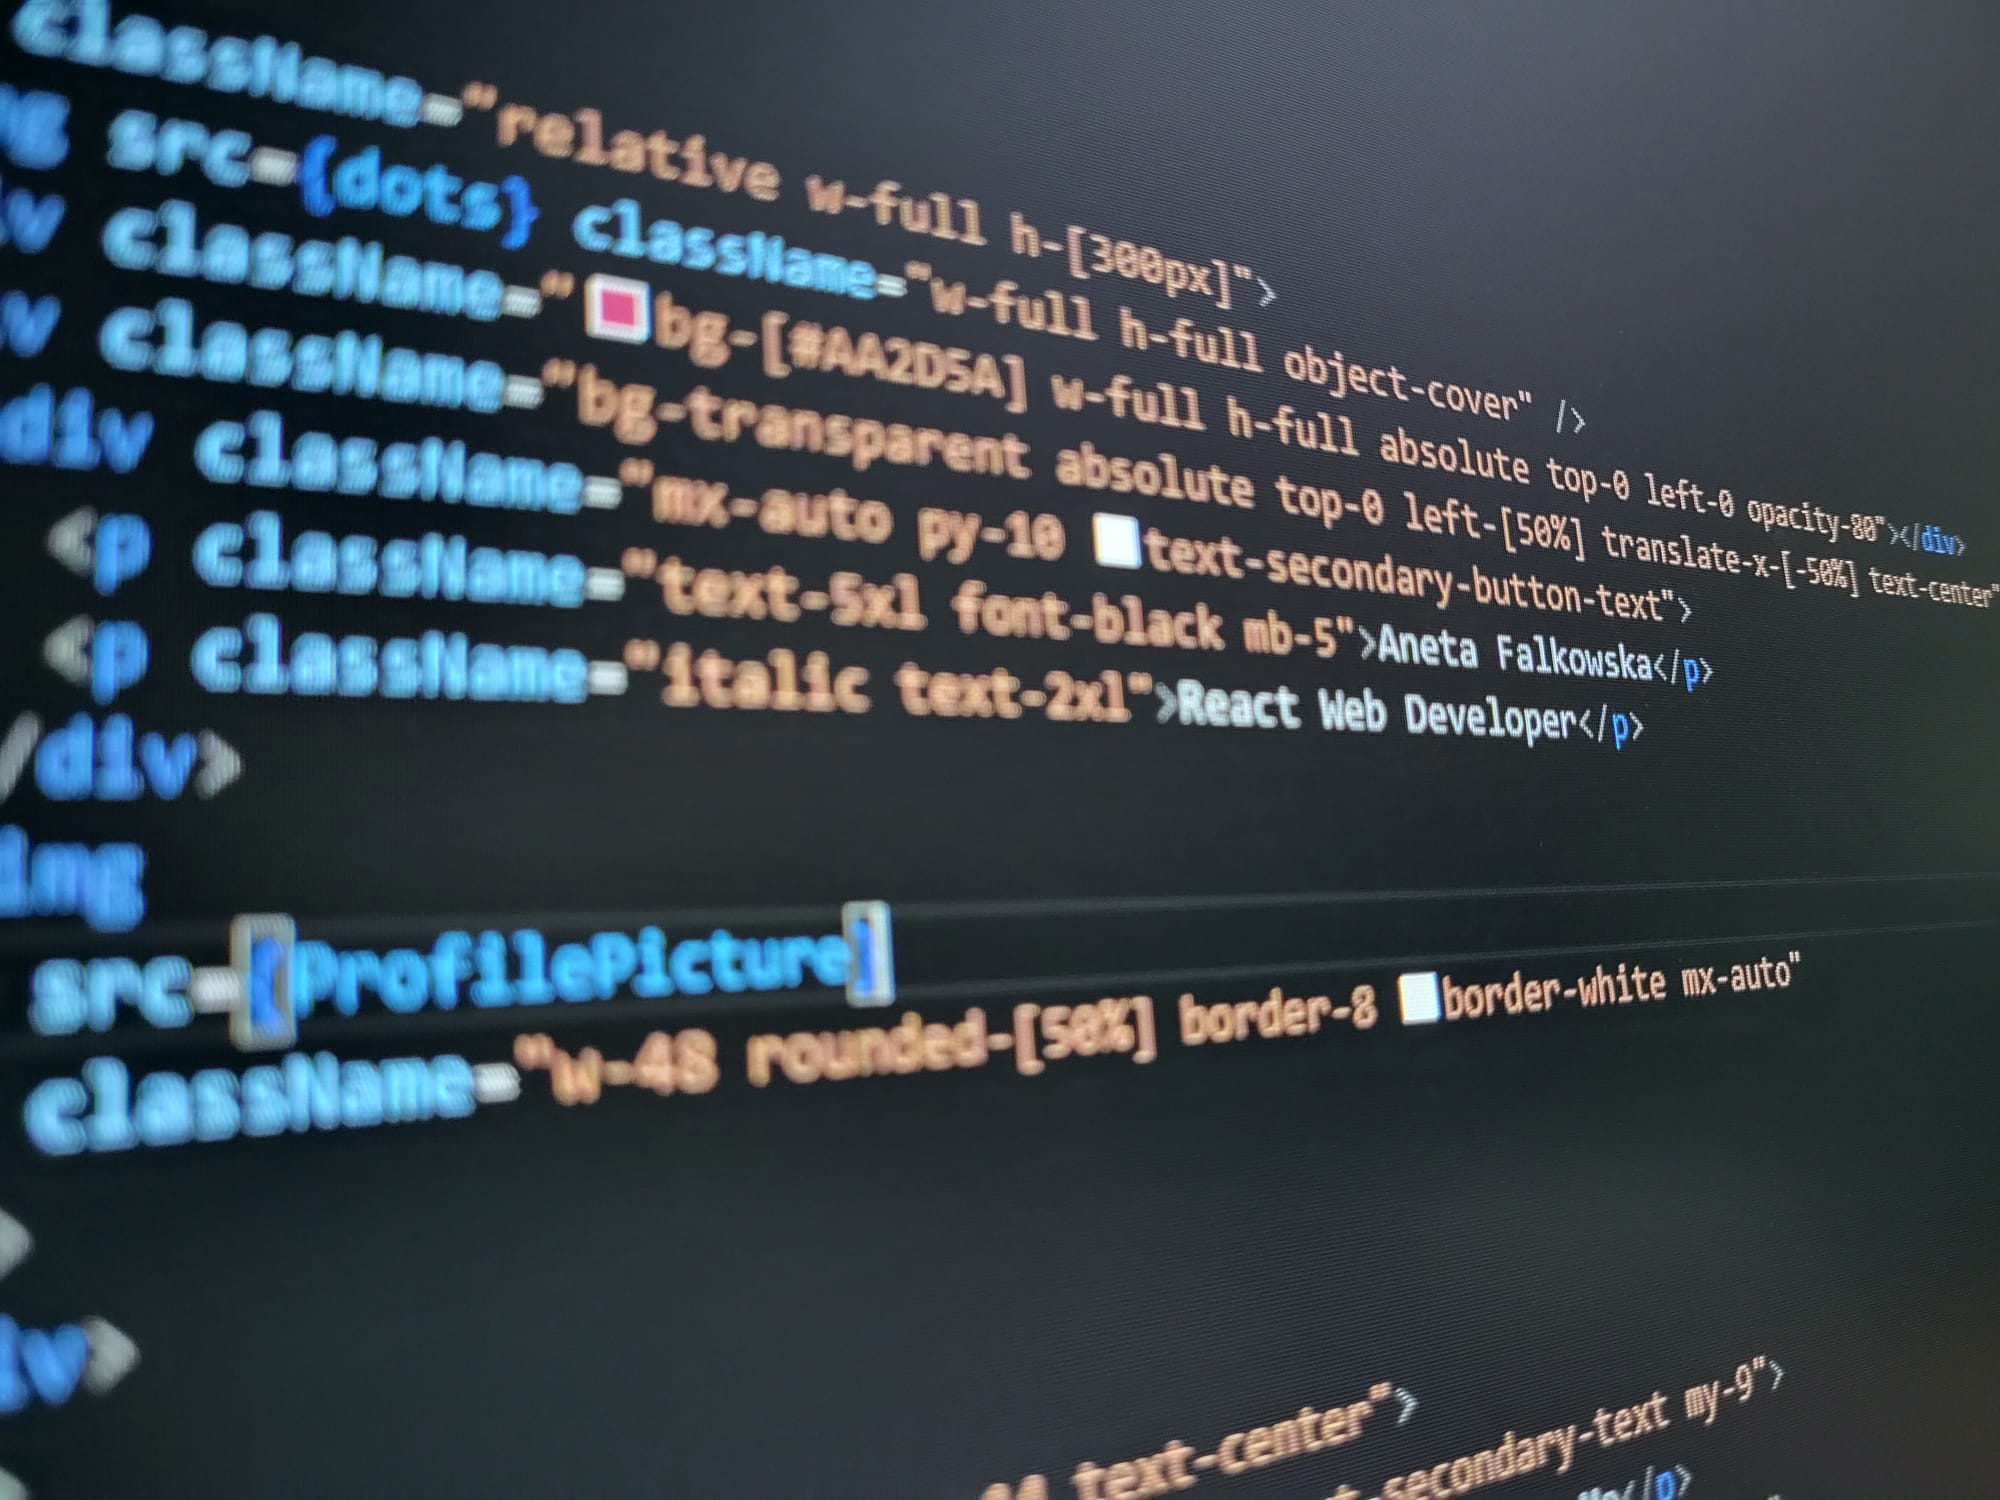 className="relative w-full h-[300px]">
src={dots} className="w-full h-full object-cover" />
className="bg-[#AA2D5A] w-full h-full absolute top-0 left-0 opacity-80"></div>
className="bg-transparent absolute top-0 left-[50%] translate-x-[-50%] text-center"
div className="mx-auto py-10 text-secondary-button-text">
<p className="text-5xl font-black mb-5">Aneta Falkowska</p>
<p className="italic text-2xl">React Web Developer</p>
/div>
img
src={ProfilePicture}
className="w-48 rounded-[50%] border-8 border-white mx-auto"
text-center">
secondary-text my-9">
</p>